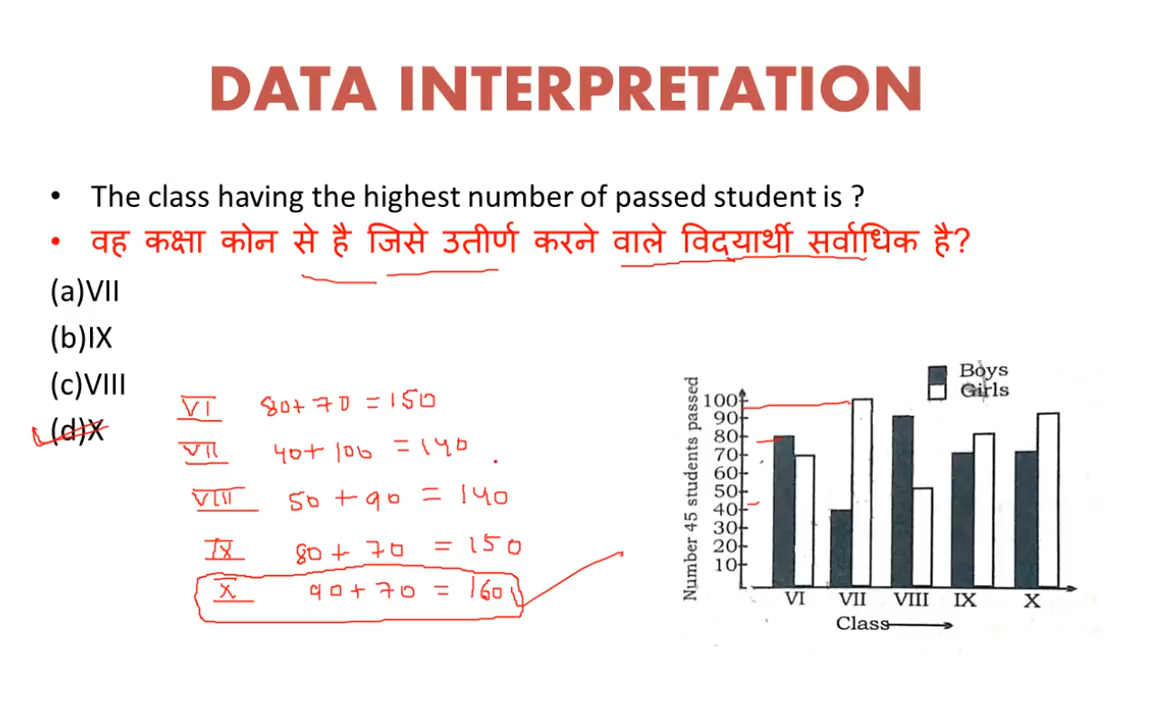 DATA INTERPRETATION
• The class having the highest number of passed student is ?
• वह कक्षा कोन से है जिसे उतीर्ण करने वाले विदयार्थी सर्वाधिक है?
(a)VII
(b)IX
(c)VIII
(d)X
VI 80+70 = 150
VII 40+100 = 140
VIII 50+90 = 140
IX 80+70 = 150
X 90+70 = 160
Boys
Girls
Number 45 students passed
100
90
80
70
60
50
40
30
20
10
VI VII VIII IX X
Class